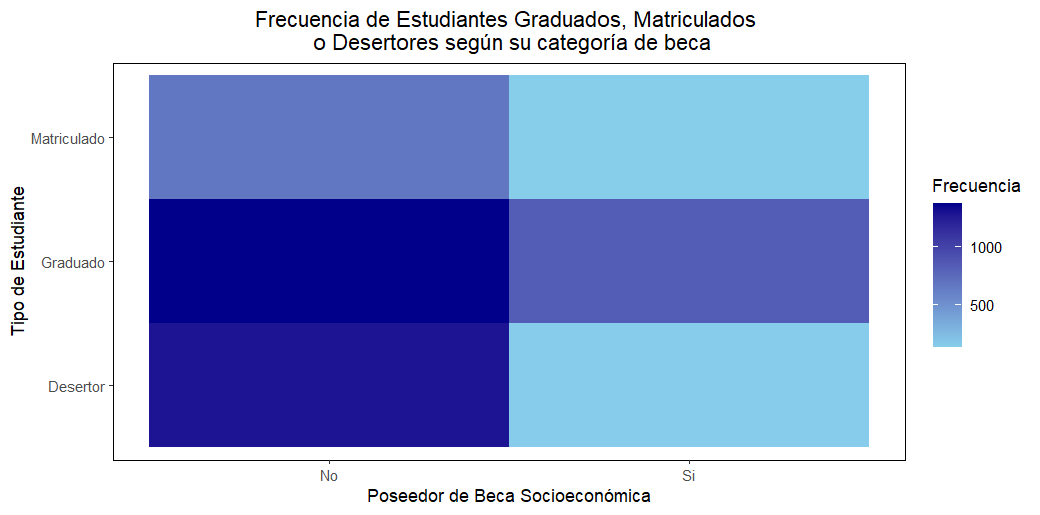 Frecuencia de Estudiantes Graduados, Matriculados
o Desertores según su categoría de beca
Tipo de Estudiante
Matriculado
Graduado
Desertor
No
Si
Poseedor de Beca Socioeconómica
Frecuencia
1000
500